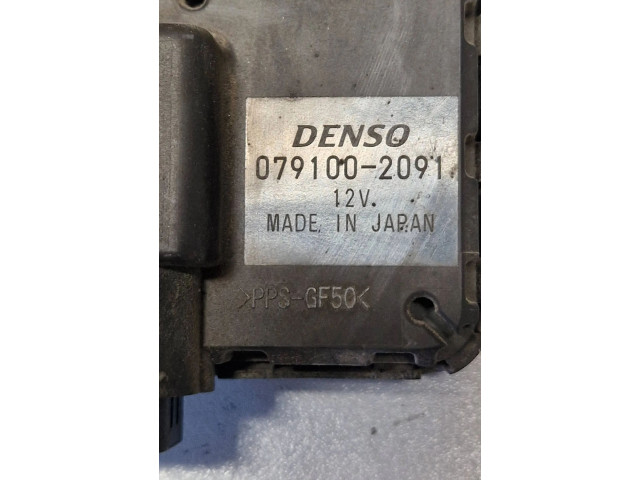 DENSO
079100-2091
12V.
MADE IN JAPAN
>PPS-GF50<